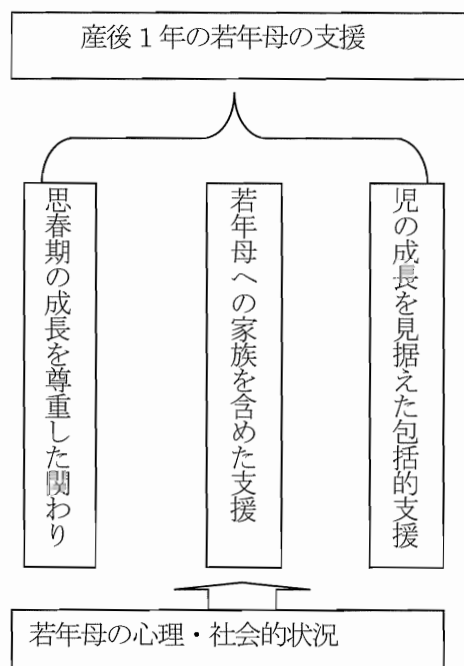 産後1年の若年母の支援
思春期の成長を尊重した関わり
若年母への家族を含めた支援
児の成長を見据えた包括的支援
若年母の心理・社会的状況